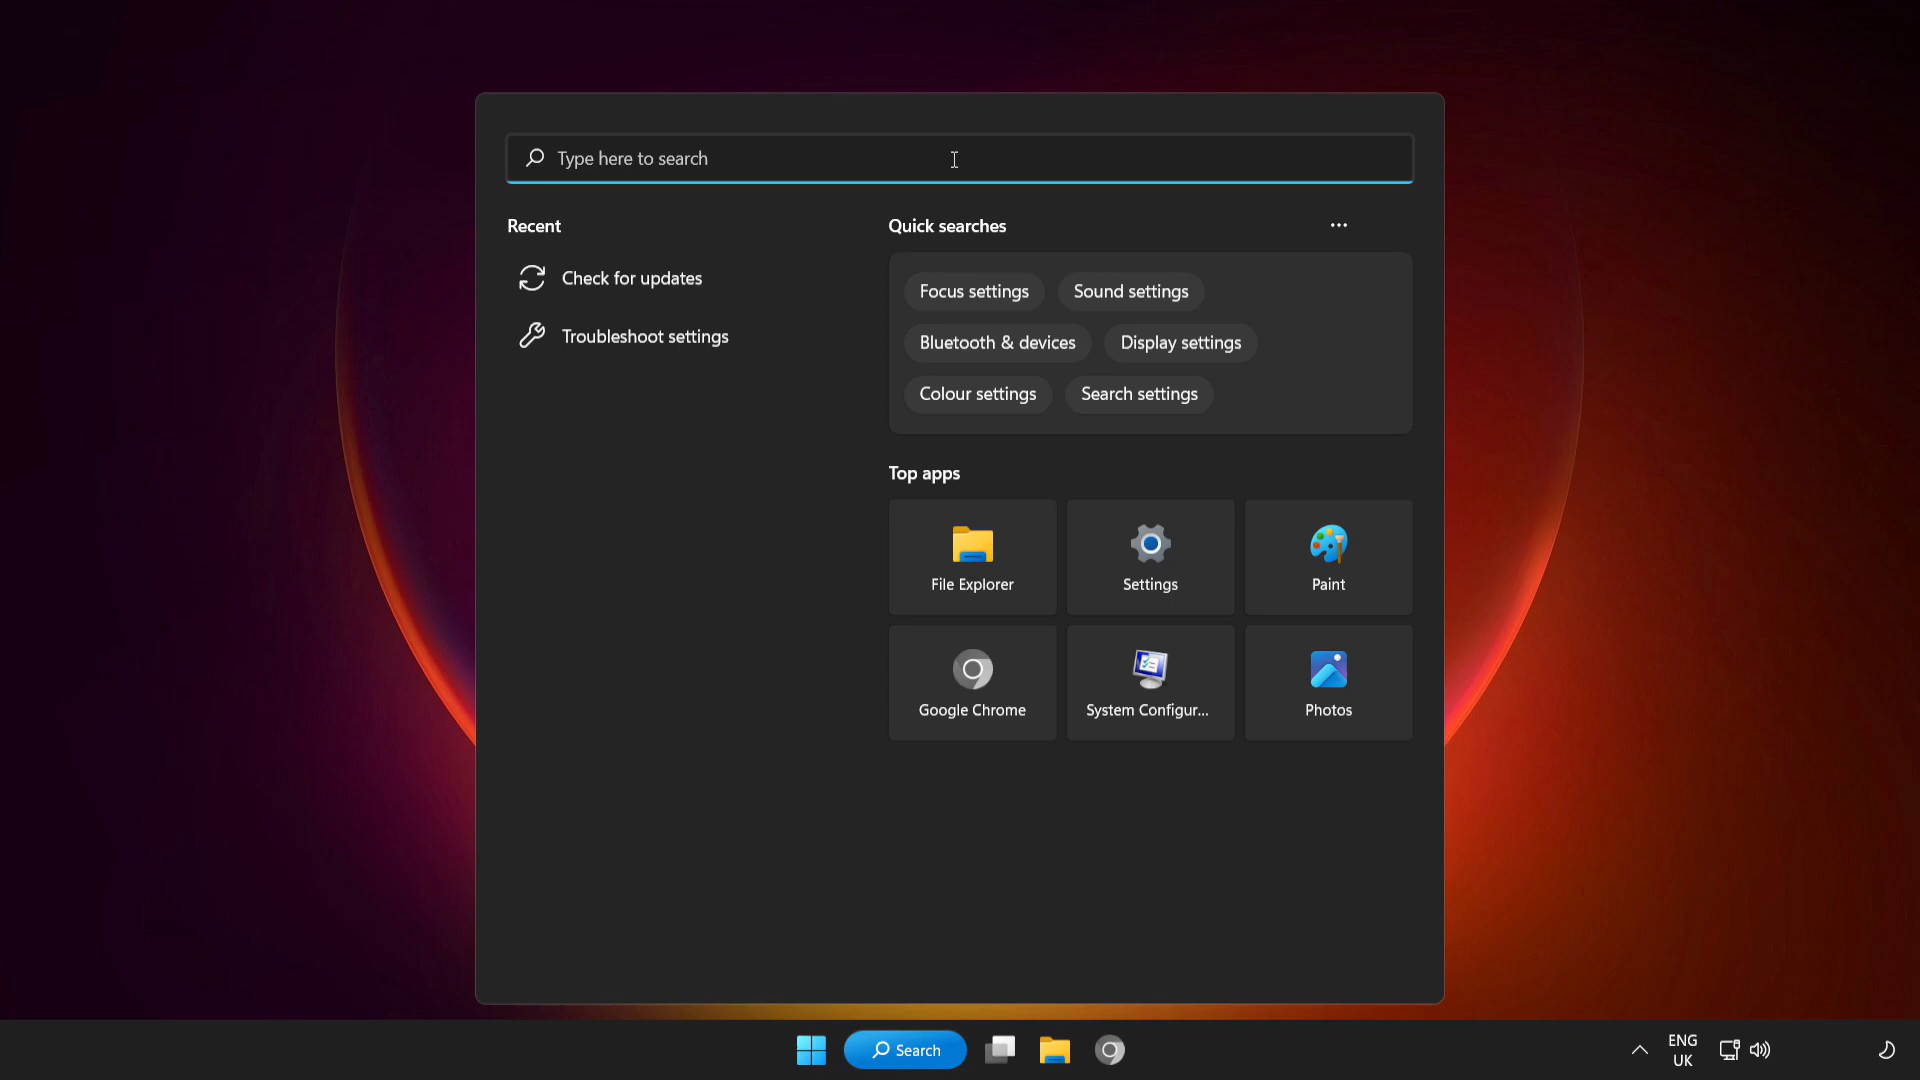 Type here to search
Recent
Check for updates
Troubleshoot settings
Quick searches
Focus settings
Sound settings
Bluetooth & devices
Display settings
Colour settings
Search settings
Top apps
File Explorer
Settings
Paint
Google Chrome
System Configur...
Photos
Search
ENG
UK